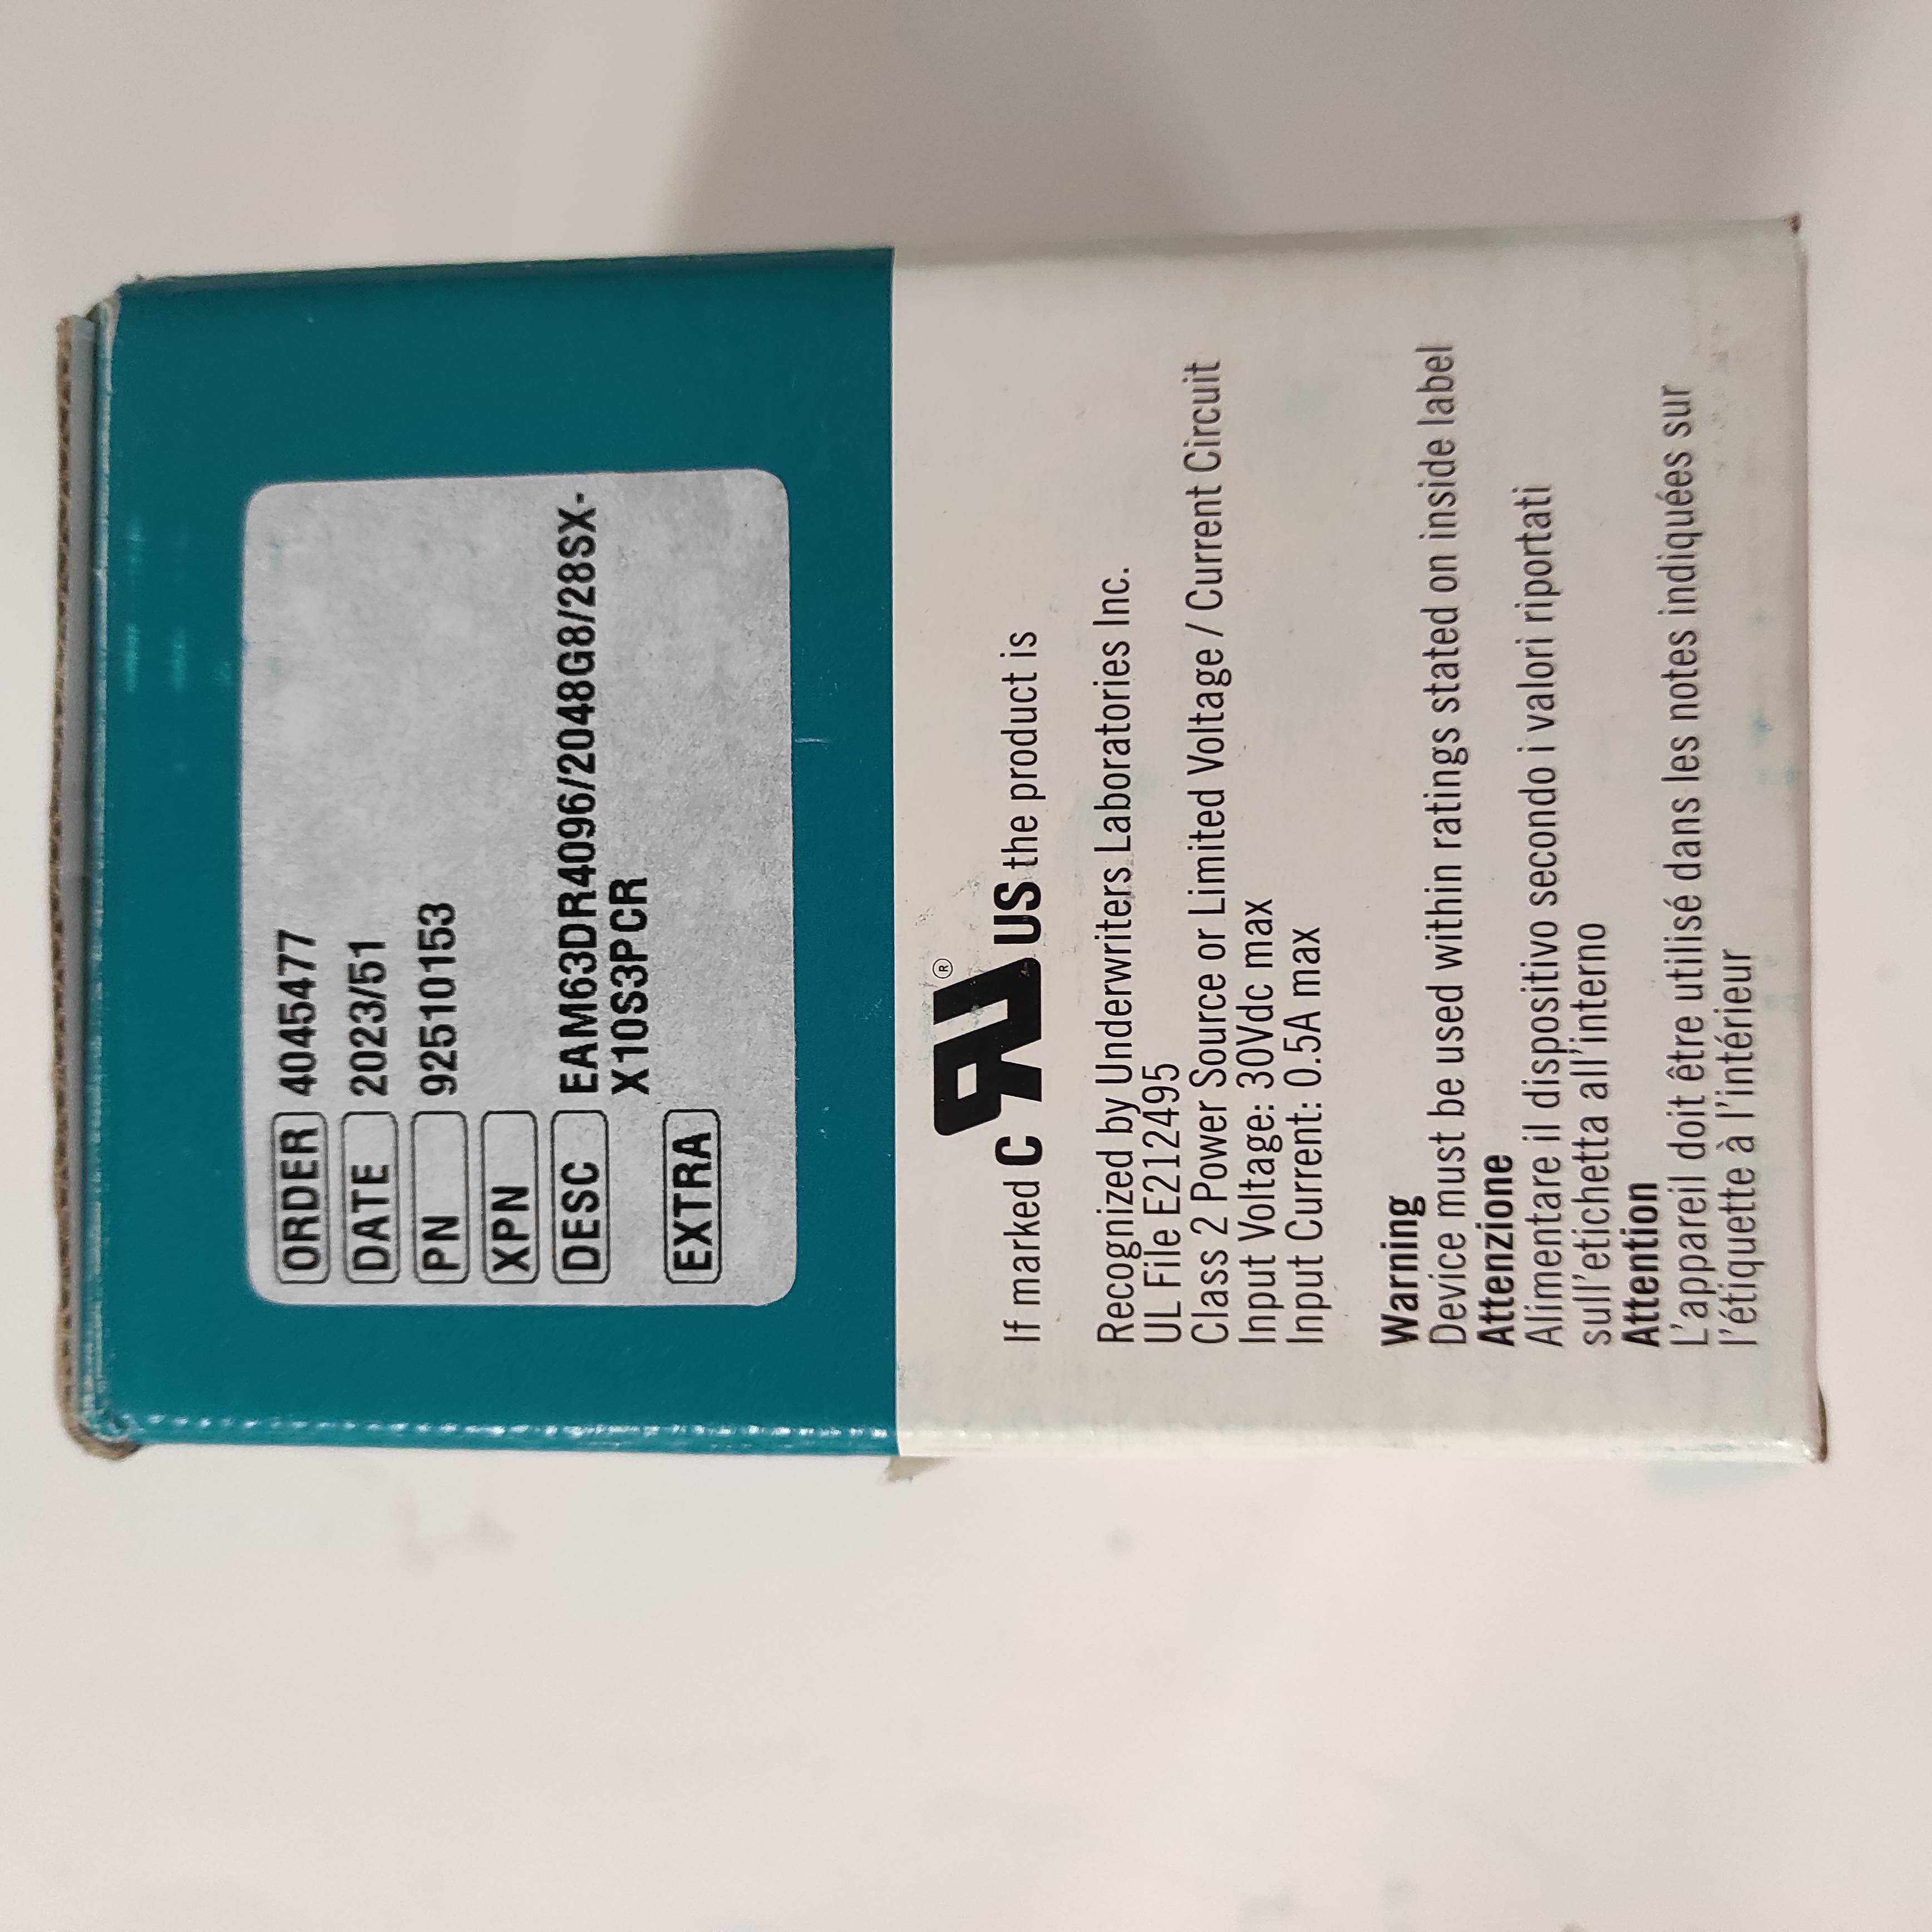 ORDER 4045477
DATE 2023/51
PN 92510153
XPN
DESC EAM63DR4096/2048G8/28SX-
X10S3PCR
EXTRA
If marked C RU® US the product is
Recognized by Underwriters Laboratories Inc.
UL File E212495
Class 2 Power Source or Limited Voltage / Current Circuit
Input Voltage: 30Vdc max
Input Current: 0.5A max
Warning
Device must be used within ratings stated on inside label
Attenzione
Alimentare il dispositivo secondo i valori riportati
sull'etichetta all'interno
Attention
L'appareil doit être utilisé dans les notes indiquées sur
l'étiquette à l'intérieur